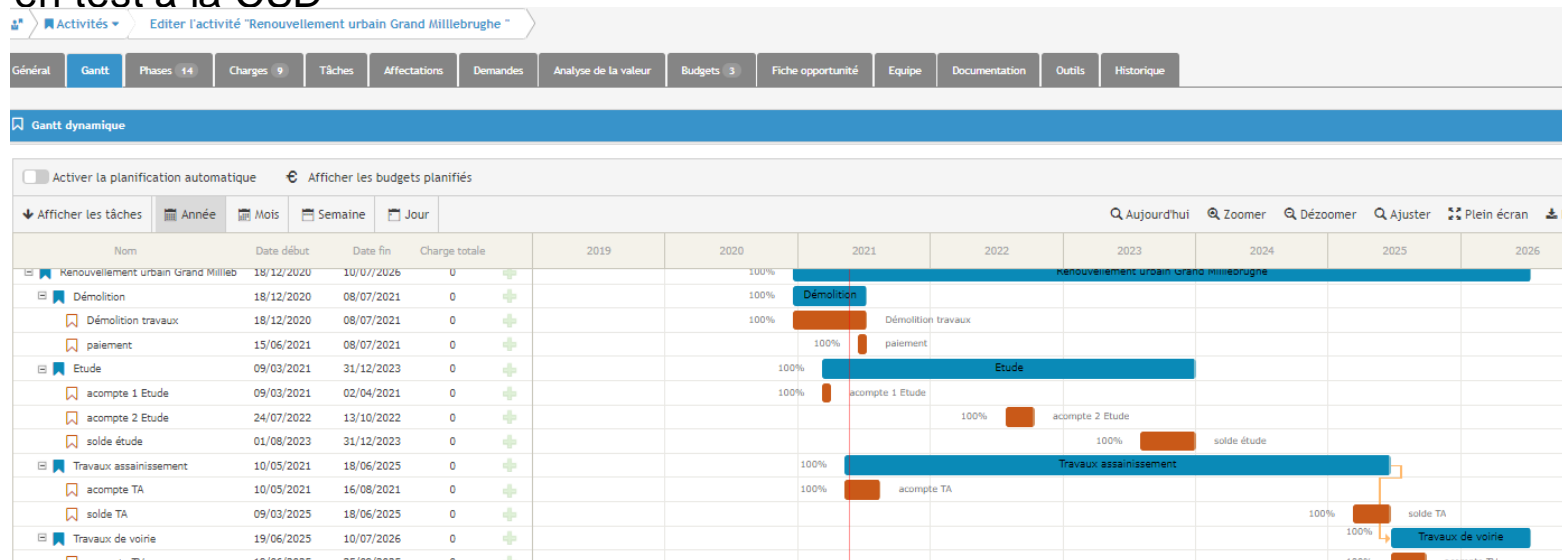 en test à la CUD
Activités Editer l'activité "Renouvellement urbain Grand Milllebrughe "
Général Gantt Phases 14 Charges 9 Tâches Affectations Demandes Analyse de la valeur Budgets 3 Fiche opportunité Equipe Documentation Outils Historique
Gantt dynamique
Activer la planification automatique € Afficher les budgets planifiés
Afficher les tâches Année Mois Semaine Jour Aujourd'hui Zoomer Dézoomer Ajuster Plein écran
Nom Date début Date fin Charge totale 2019 2020 2021 2022 2023 2024 2025 2026
Renouvellement urbain Grand Millleb 18/12/2020 10/07/2026 0 100% Renouvellement urbain Grand Milllebrughe
Démolition 18/12/2020 08/07/2021 0 100% Démolition
Démolition travaux 18/12/2020 08/07/2021 0 100% Démolition travaux
paiement 15/06/2021 08/07/2021 0 100% paiement
Etude 09/03/2021 31/12/2023 0 100% Etude
acompte 1 Etude 09/03/2021 02/04/2021 0 100% acompte 1 Etude
acompte 2 Etude 24/07/2022 13/10/2022 0 100% acompte 2 Etude
solde étude 01/08/2023 31/12/2023 0 100% solde étude
Travaux assainissement 10/05/2021 18/06/2025 0 100% Travaux assainissement
acompte TA 10/05/2021 16/08/2021 0 100% acompte TA
solde TA 09/03/2025 18/06/2025 0 100% solde TA
Travaux de voirie 19/06/2025 10/07/2026 0 100% Travaux de voirie